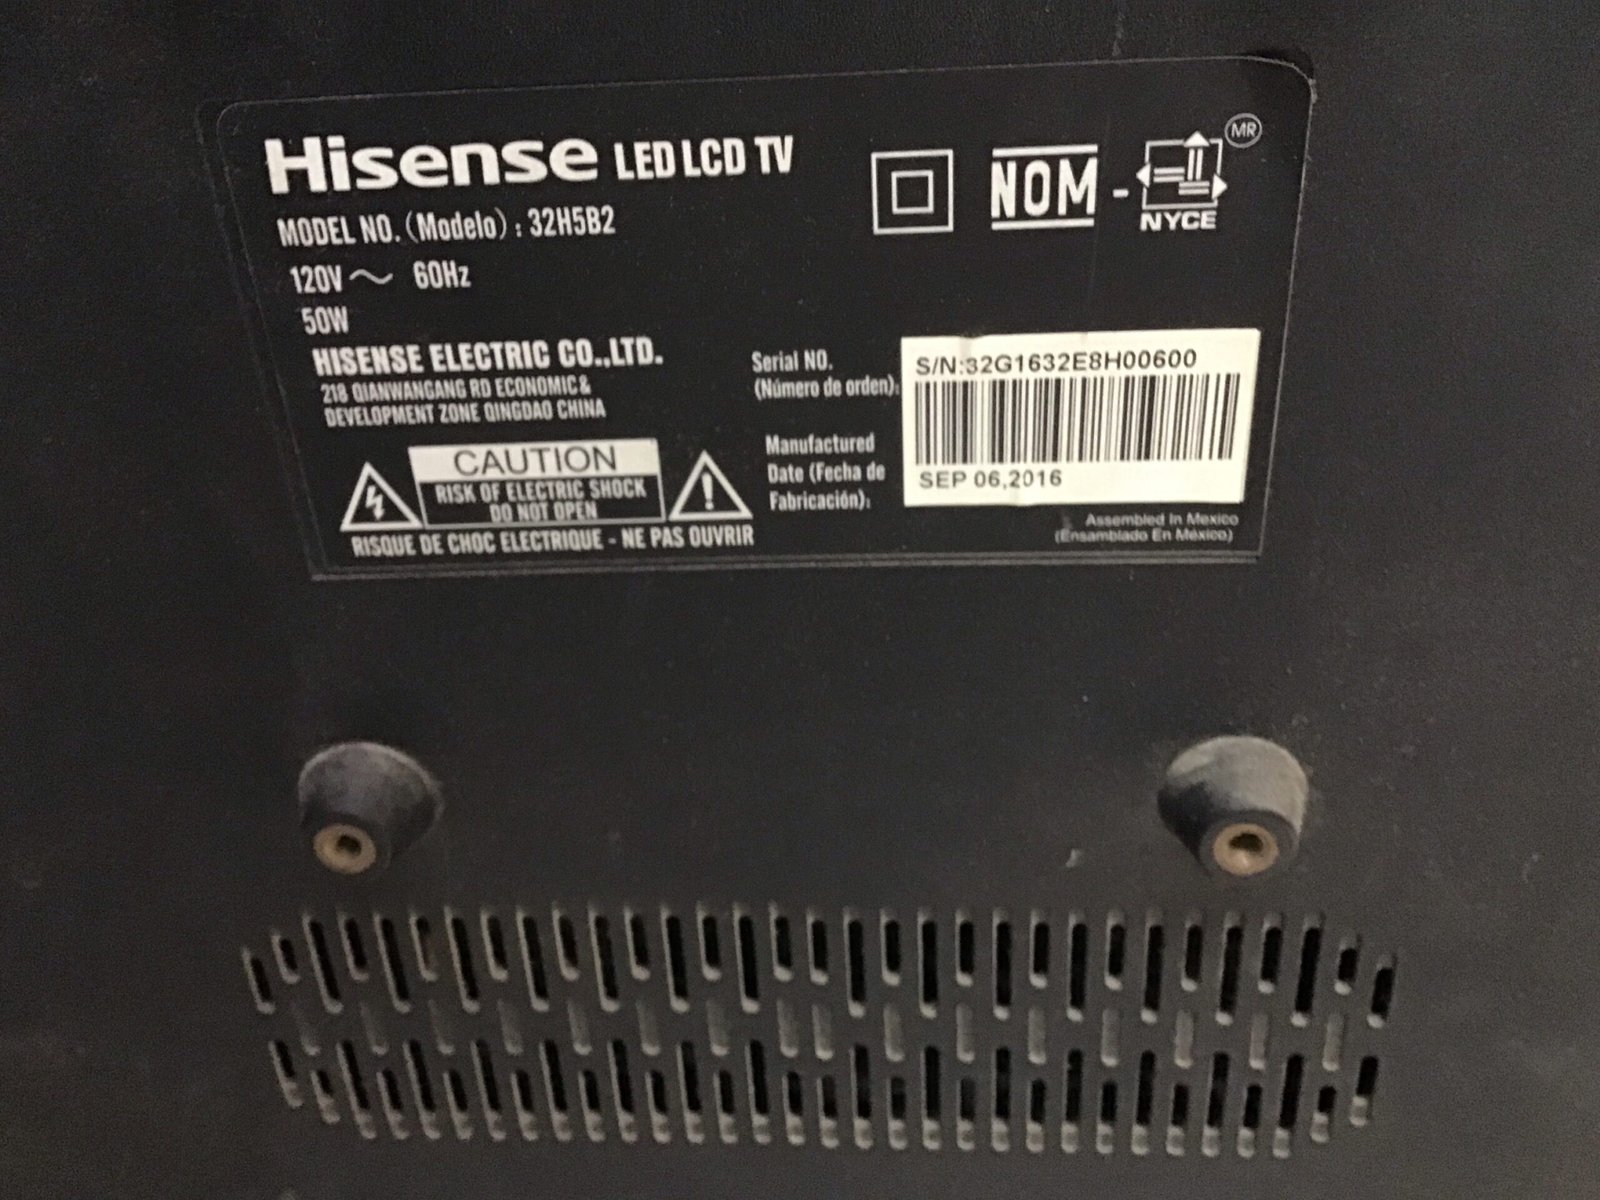 Hisense LED LCD TV
MODEL NO. (Modelo) : 32H5B2
120V ～ 60Hz
50W
HISENSE ELECTRIC CO.,LTD.
218 QIANWANGANG RD ECONOMIC &
DEVELOPMENT ZONE QINGDAO CHINA
CAUTION
RISK OF ELECTRIC SHOCK
DO NOT OPEN
RISQUE DE CHOC ELECTRIQUE - NE PAS OUVRIR
NOM - NYCE MR
Serial NO.
(Número de orden):
S/N:32G1632E8H00600
Manufactured
Date (Fecha de
Fabricación):
SEP 06,2016
Assembled In Mexico
(Ensamblado En México)